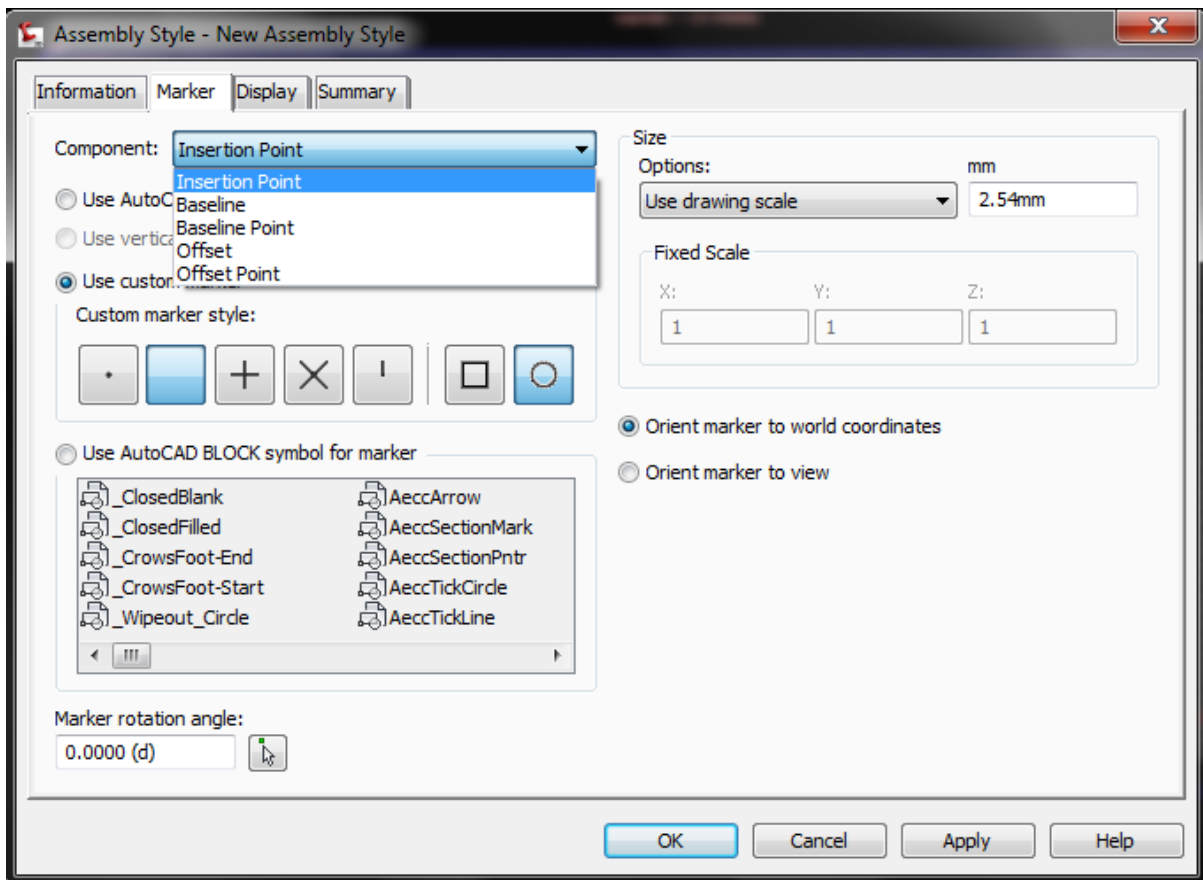 Assembly Style - New Assembly Style
Information Marker Display Summary
Component: Insertion Point
Insertion Point
Baseline
Baseline Point
Offset
Offset Point
Use AutoC
Use vertica
Use custom
Custom marker style:
Use AutoCAD BLOCK symbol for marker
_ClosedBlank AeccArrow
_ClosedFilled AeccSectionMark
_CrowsFoot-End AeccSectionPntr
_CrowsFoot-Start AeccTickCircle
_Wipeout_Circle AeccTickLine
Marker rotation angle:
0.0000 (d)
Size
Options: mm
Use drawing scale 2.54mm
Fixed Scale
X: Y: Z:
1 1 1
Orient marker to world coordinates
Orient marker to view
OK Cancel Apply Help